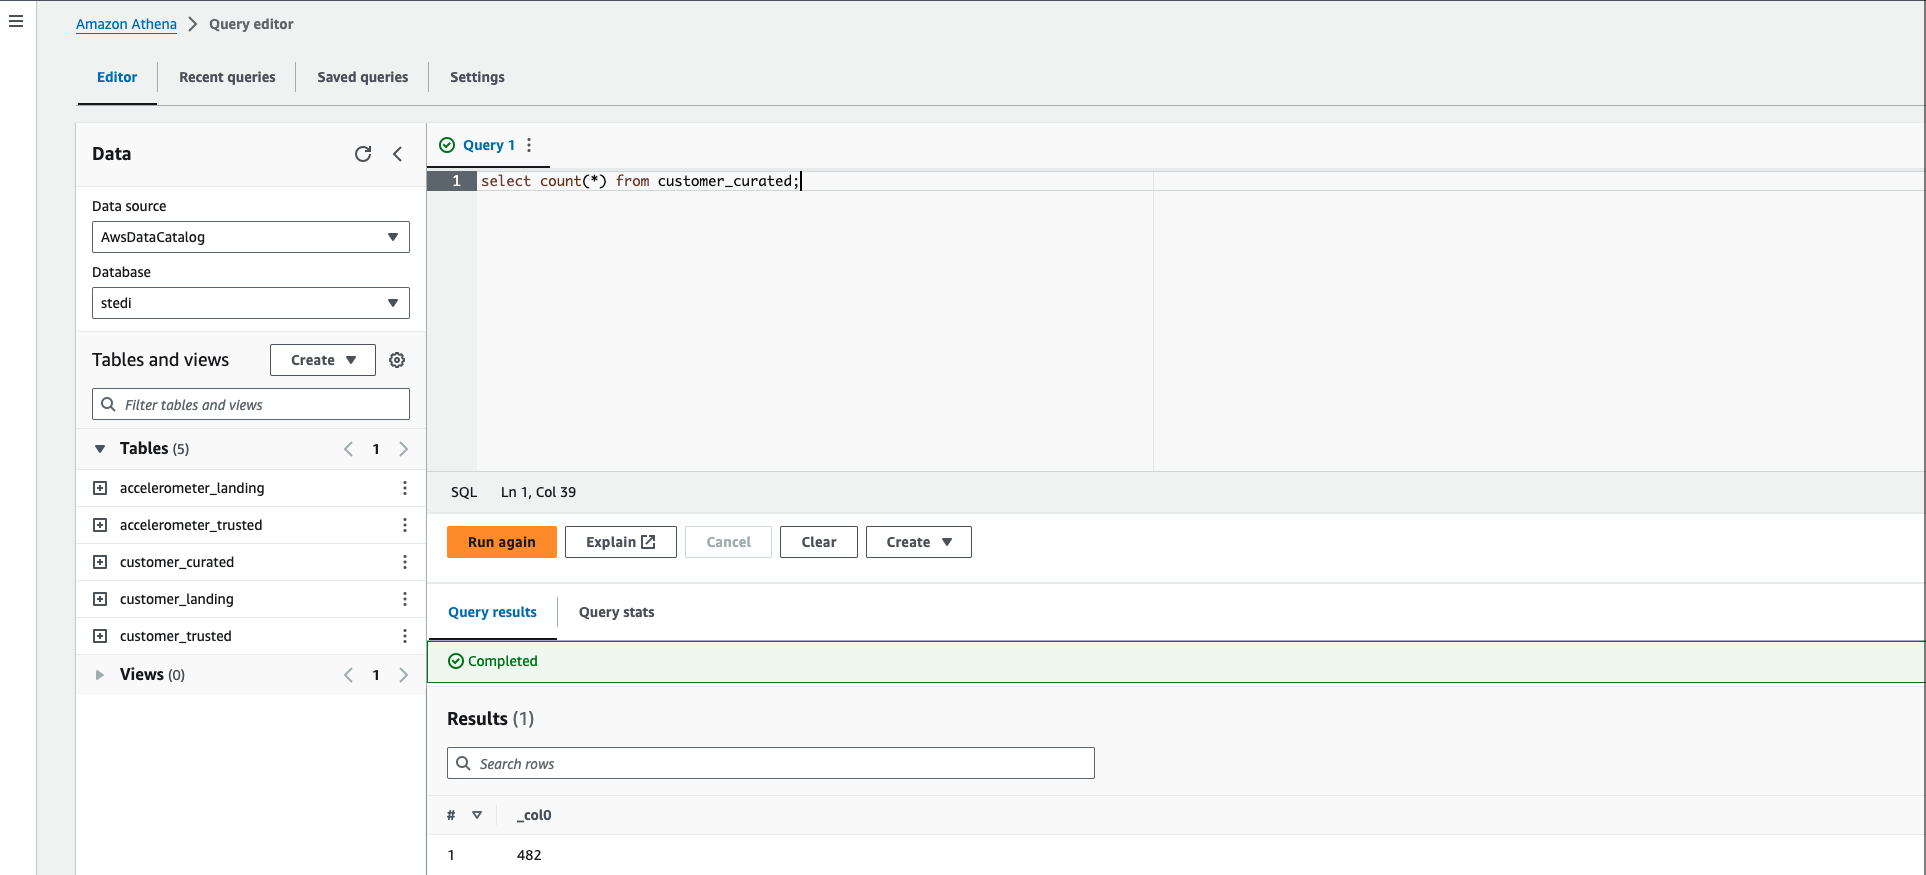 Amazon Athena > Query editor
Editor
Recent queries
Saved queries
Settings
Data
Data source
AwsDataCatalog
Database
stedi
Tables and views
Create
Filter tables and views
Tables (5)
1
accelerometer_landing
accelerometer_trusted
customer_curated
customer_landing
customer_trusted
Views (0)
1
Query 1
1 select count(*) from customer_curated;
SQL Ln 1, Col 39
Run again
Explain
Cancel
Clear
Create
Query results
Query stats
Completed
Results (1)
Search rows
# _col0
1 482